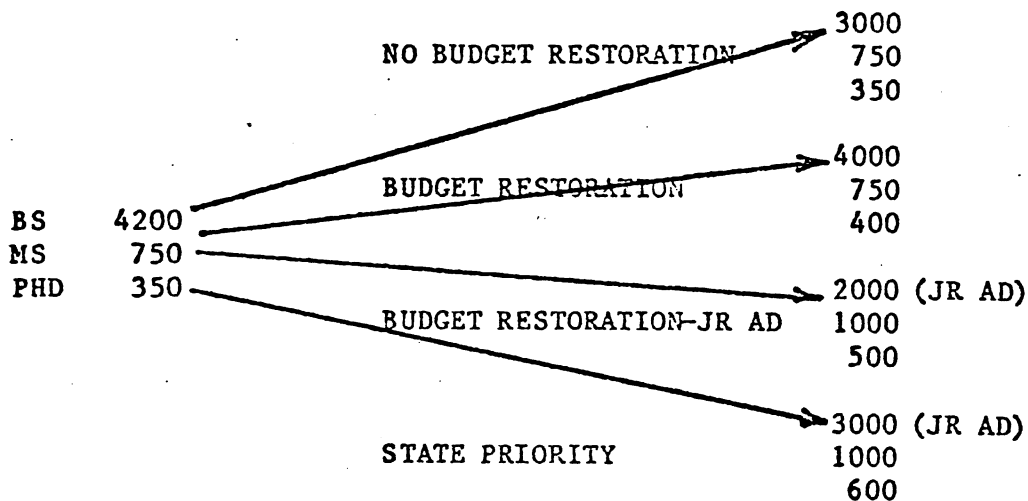 3000
NO BUDGET RESTORATION 750
350
4000
BUDGET RESTORATION 750
BS 4200 400
MS 750
PHD 350 2000 (JR AD)
BUDGET RESTORATION-JR AD 1000
500
3000 (JR AD)
STATE PRIORITY 1000
600